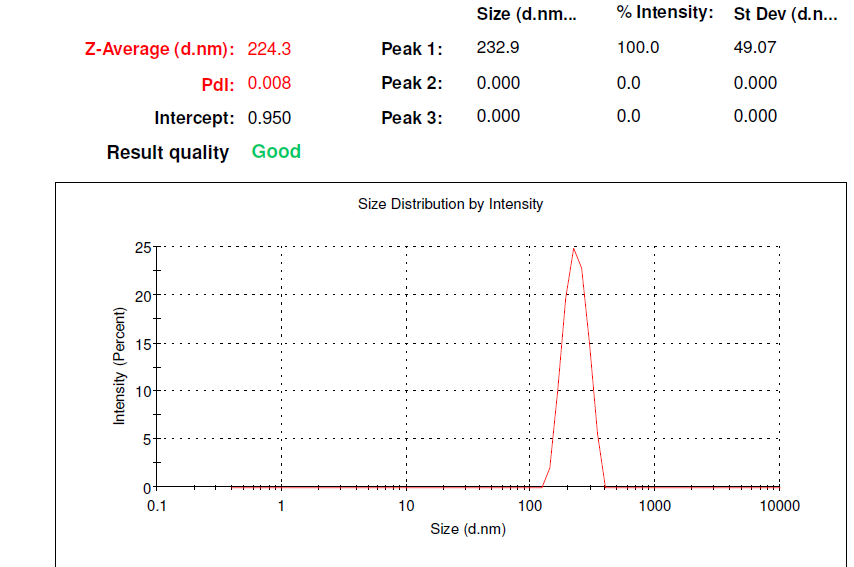 Size (d.nm... % Intensity: St Dev (d.n...
Z-Average (d.nm): 224.3 Peak 1: 232.9 100.0 49.07
PdI: 0.008 Peak 2: 0.000 0.0 0.000
Intercept: 0.950 Peak 3: 0.000 0.0 0.000
Result quality Good
Size Distribution by Intensity
25
20
15
10
5
0
Intensity (Percent)
0.1 1 10 100 1000 10000
Size (d.nm)